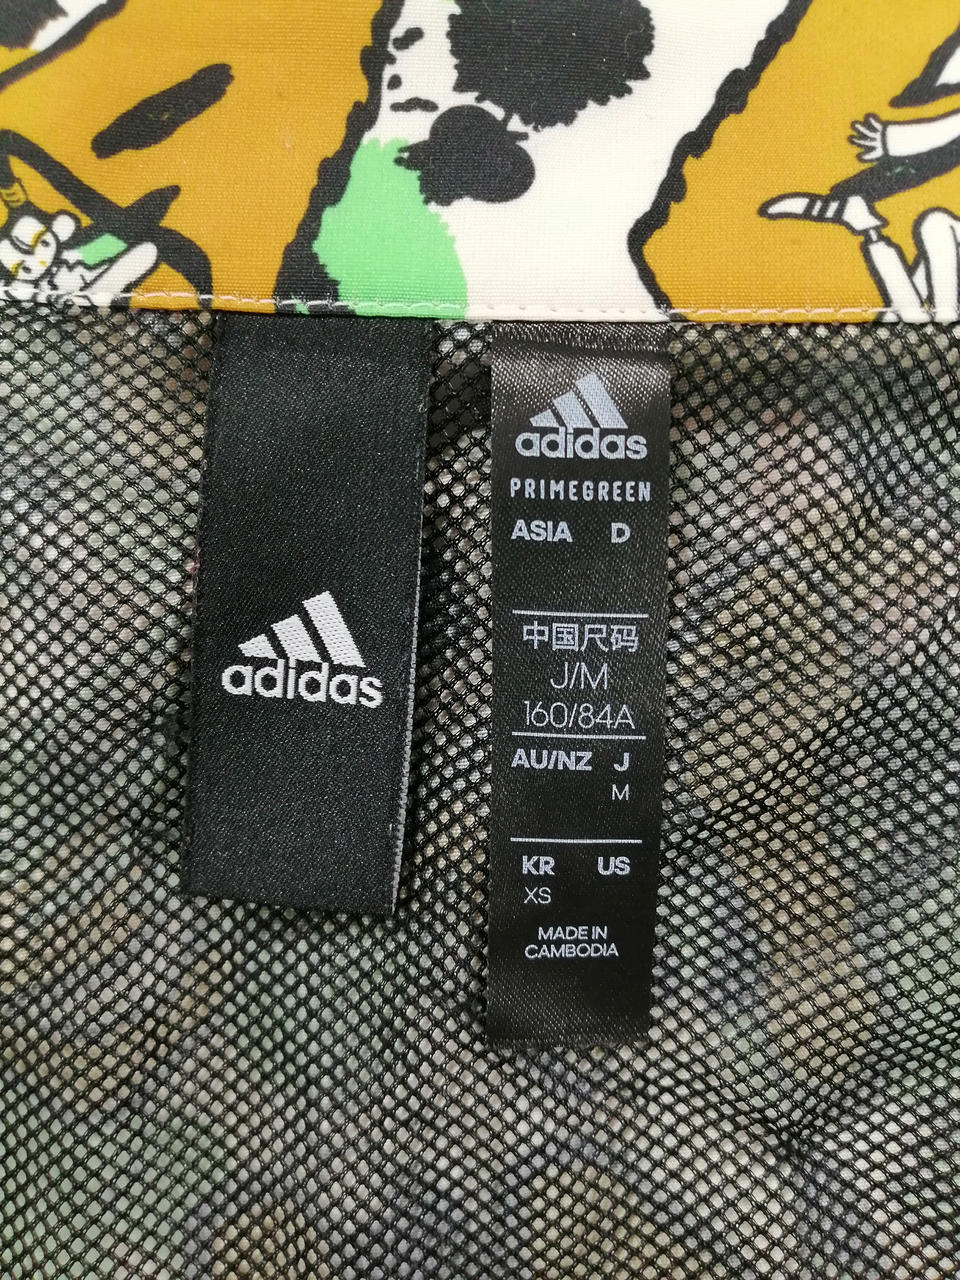 adidas
adidas
PRIMEGREEN
ASIA D
中国尺码
J/M
160/84A
AU/NZ J
M
KR US
XS
MADE IN
CAMBODIA